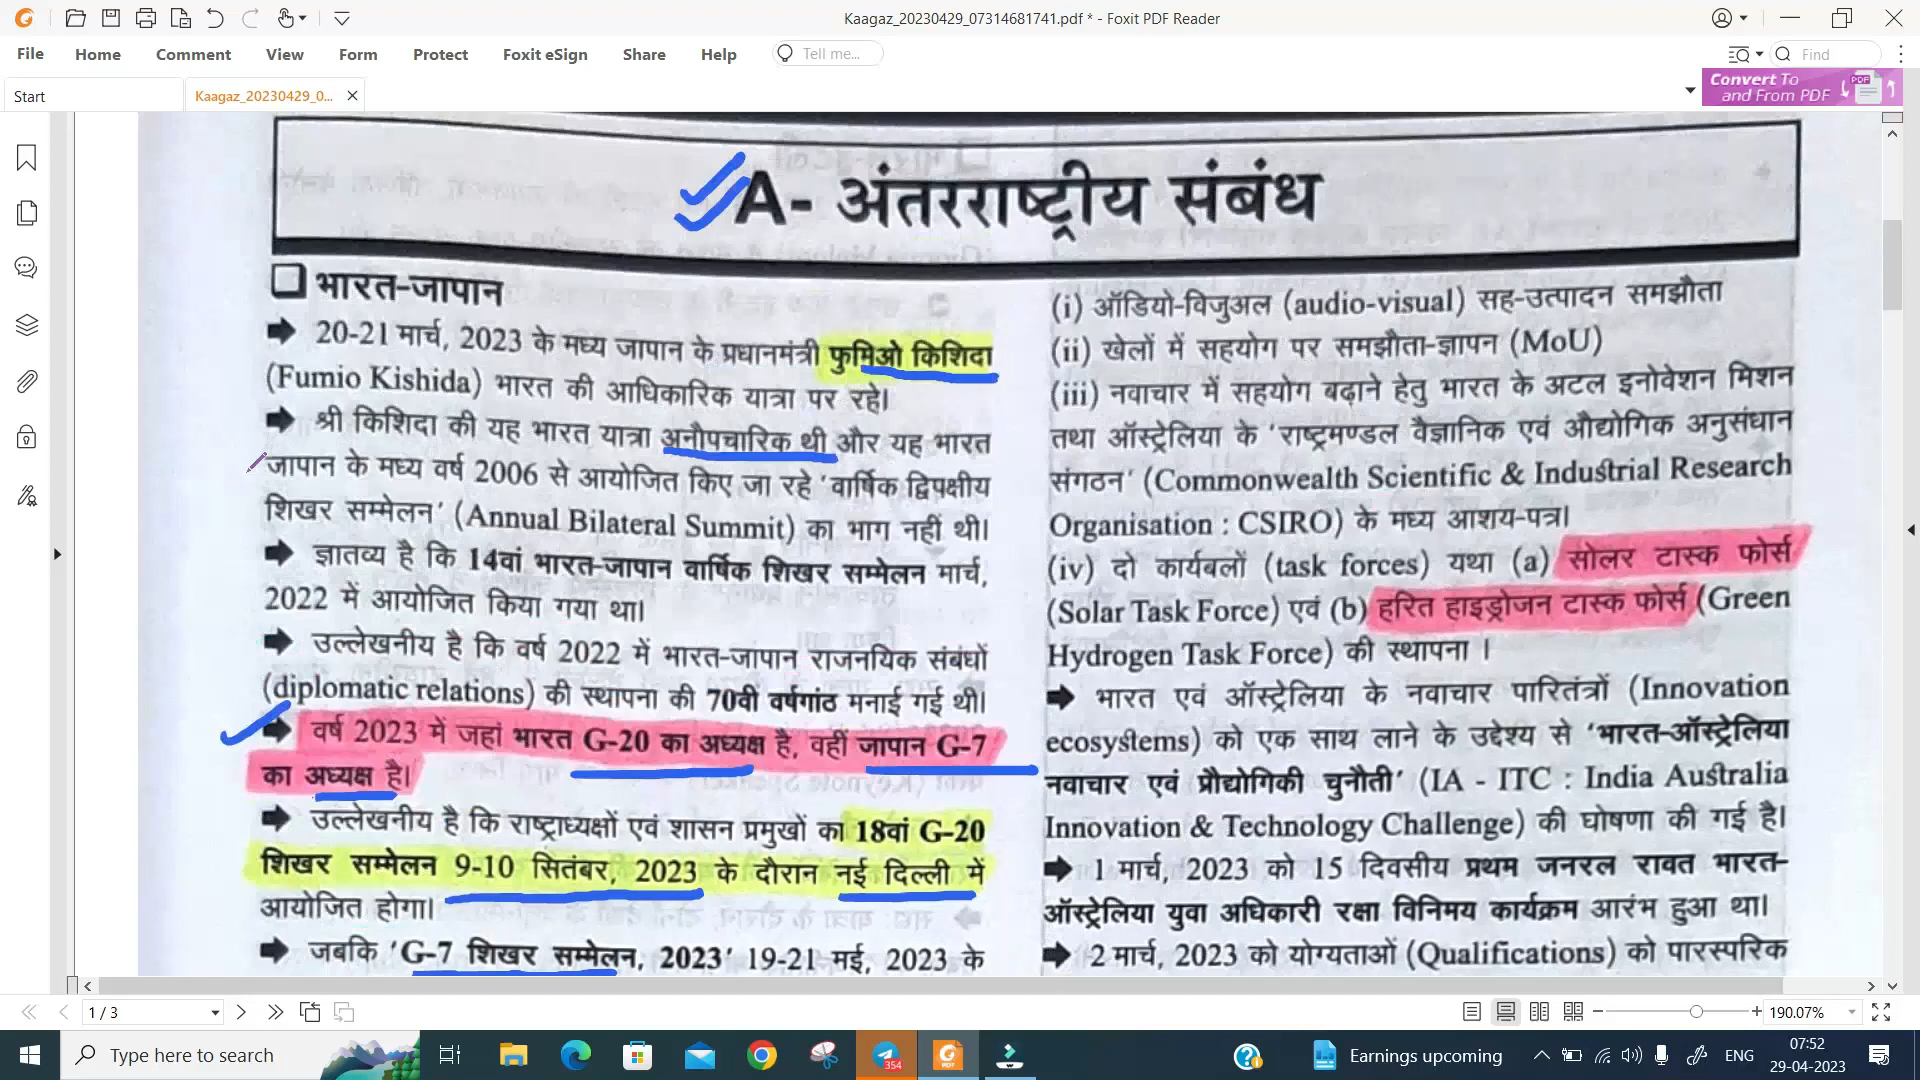 Kaagaz_20230429_07314681741.pdf * - Foxit PDF Reader
File Home Comment View Form Protect Foxit eSign Share Help Tell me... Find
Start Kaagaz_20230429_0...
Convert To
and From PDF
A- अंतरराष्ट्रीय संबंध
भारत-जापान
20-21 मार्च, 2023 के मध्य जापान के प्रधानमंत्री फुमिओ किशिदा
(Fumio Kishida) भारत की आधिकारिक यात्रा पर रहे।
श्री किशिदा की यह भारत यात्रा अनौपचारिक थी और यह भारत
जापान के मध्य वर्ष 2006 से आयोजित किए जा रहे 'वार्षिक द्विपक्षीय
शिखर सम्मेलन' (Annual Bilateral Summit) का भाग नहीं थी।
ज्ञातव्य है कि 14वां भारत-जापान वार्षिक शिखर सम्मेलन मार्च,
2022 में आयोजित किया गया था।
उल्लेखनीय है कि वर्ष 2022 में भारत-जापान राजनयिक संबंधों
(diplomatic relations) की स्थापना की 70वी वर्षगांठ मनाई गई थी।
वर्ष 2023 में जहां भारत G-20 का अध्यक्ष है, वहीं जापान G-7
का अध्यक्ष है।
उल्लेखनीय है कि राष्ट्राध्यक्षों एवं शासन प्रमुखों का 18वां G-20
शिखर सम्मेलन 9-10 सितंबर, 2023 के दौरान नई दिल्ली में
आयोजित होगा।
जबकि 'G-7 शिखर सम्मेलन, 2023' 19-21 मई, 2023 के
(i) ऑडियो-विजुअल (audio-visual) सह-उत्पादन समझौता
(ii) खेलों में सहयोग पर समझौता-ज्ञापन (MoU)
(iii) नवाचार में सहयोग बढ़ाने हेतु भारत के अटल इनोवेशन मिशन
तथा ऑस्ट्रेलिया के 'राष्ट्रमण्डल वैज्ञानिक एवं औद्योगिक अनुसंधान
संगठन' (Commonwealth Scientific & Industrial Research
Organisation : CSIRO) के मध्य आशय-पत्र।
(iv) दो कार्यबलों (task forces) यथा (a) सोलर टास्क फोर्स
(Solar Task Force) एवं (b) हरित हाइड्रोजन टास्क फोर्स (Green
Hydrogen Task Force) की स्थापना ।
भारत एवं ऑस्ट्रेलिया के नवाचार पारितंत्रों (Innovation
ecosystems) को एक साथ लाने के उद्देश्य से 'भारत-ऑस्ट्रेलिया
नवाचार एवं प्रौद्योगिकी चुनौती' (IA - ITC : India Australia
Innovation & Technology Challenge) की घोषणा की गई है।
1 मार्च, 2023 को 15 दिवसीय प्रथम जनरल रावत भारत-
ऑस्ट्रेलिया युवा अधिकारी रक्षा विनिमय कार्यक्रम आरंभ हुआ था।
2 मार्च, 2023 को योग्यताओं (Qualifications) को पारस्परिक
1 / 3 190.07%
Type here to search 354 Earnings upcoming ENG 07:52
29-04-2023